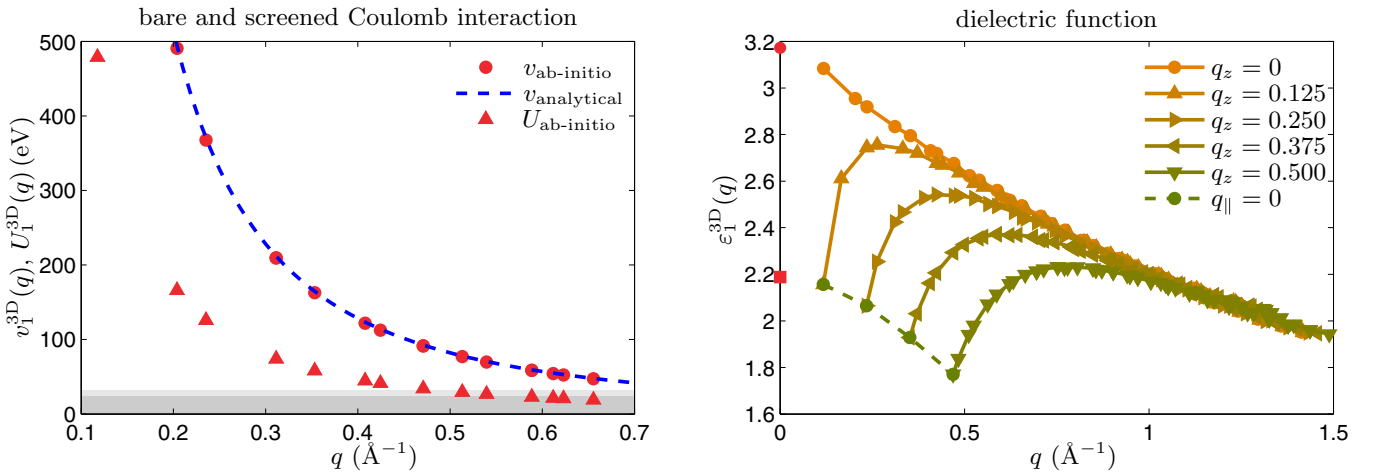 bare and screened Coulomb interaction
v₁³ᴰ(q), U₁³ᴰ(q) (eV)
500
400
300
200
100
0
v_ab-initio
v_analytical
U_ab-initio
0.1 0.2 0.3 0.4 0.5 0.6 0.7
q (Å⁻¹)
dielectric function
ε₁³ᴰ(q)
3.2
3
2.8
2.6
2.4
2.2
2
1.8
1.6
q_z = 0
q_z = 0.125
q_z = 0.250
q_z = 0.375
q_z = 0.500
q_∥ = 0
0 0.5 1 1.5
q (Å⁻¹)